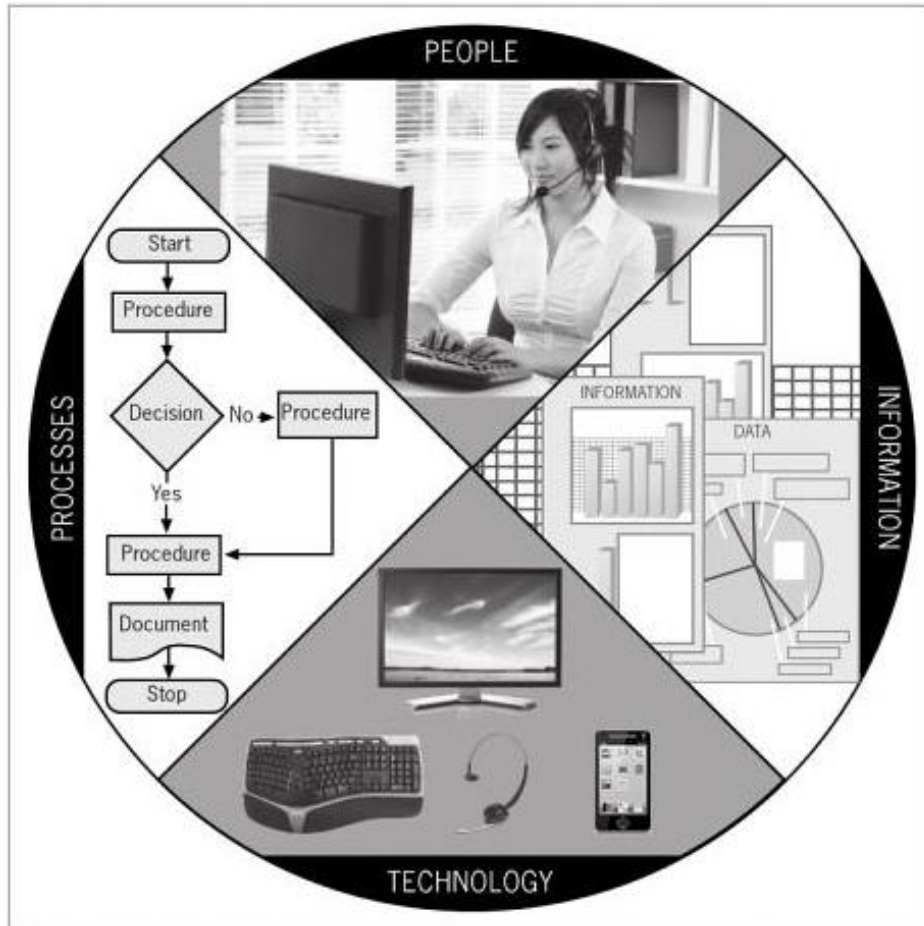 PEOPLE
PROCESSES
Start
Procedure
Decision
No
Procedure
Yes
Procedure
Document
Stop
INFORMATION
DATA
INFORMATION
TECHNOLOGY